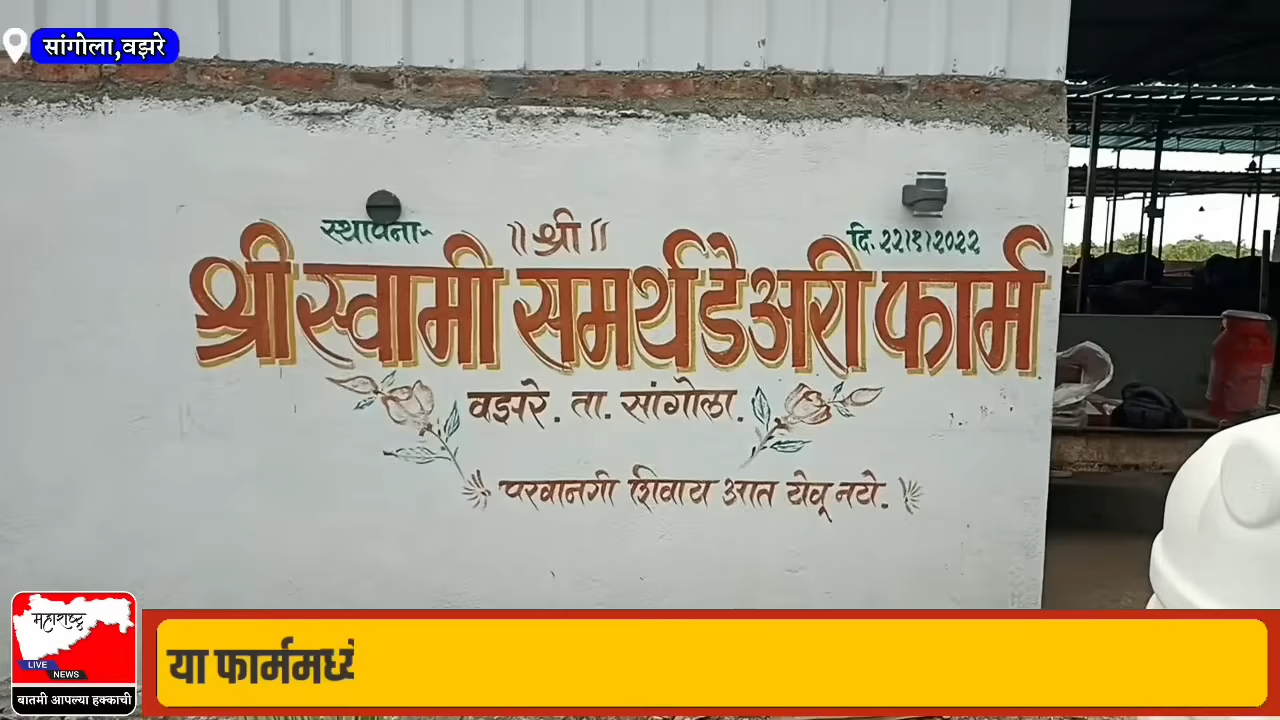 सांगोला,वझरे
स्थापना-
॥श्री॥
दि. २२।९।२०२२
श्री स्वामी समर्थ डेअरी फार्म
वझरे. ता. सांगोला.
परवानगी शिवाय आत येवू नये.
महाराष्ट्र
LIVE
NEWS
बातमी आपल्या हक्काची
या फार्ममध्ये